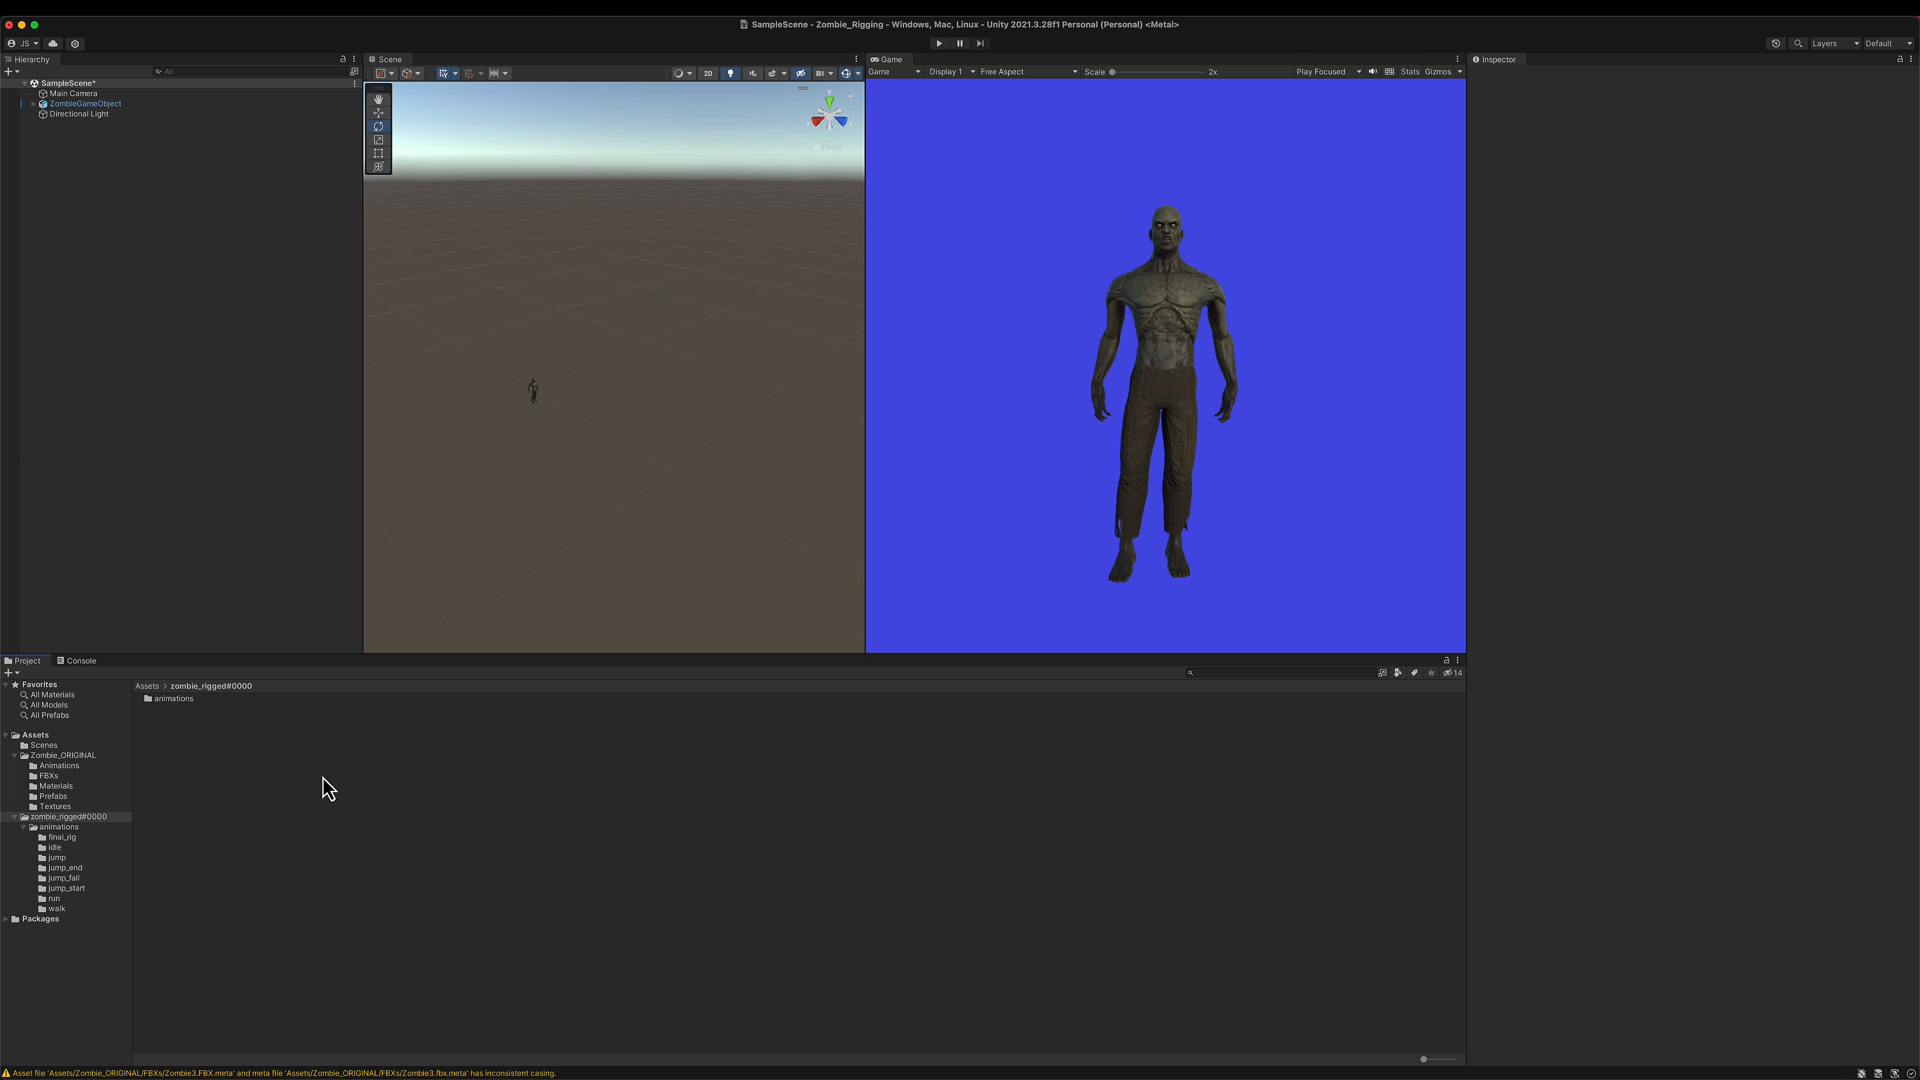 SampleScene - Zombie_Rigging - Windows, Mac, Linux - Unity 2021.3.28f1 Personal (Personal) <Metal>
JS
Layers
Default
Hierarchy
All
SampleScene*
Main Camera
ZombieGameObject
Directional Light
Scene
2D
y
Persp
Game
Game
Display 1
Free Aspect
Scale
2x
Play Focused
Stats
Gizmos
Inspector
Project
Console
14
Favorites
All Materials
All Models
All Prefabs
Assets
Scenes
Zombie_ORIGINAL
Animations
FBXs
Materials
Prefabs
Textures
zombie_rigged#0000
animations
final_rig
idle
jump
jump_end
jump_fall
jump_start
run
walk
Packages
Assets > zombie_rigged#0000
animations
Asset file 'Assets/Zombie_ORIGINAL/FBXs/Zombie3.FBX.meta' and meta file 'Assets/Zombie_ORIGINAL/FBXs/Zombie3.fbx.meta' has inconsistent casing.